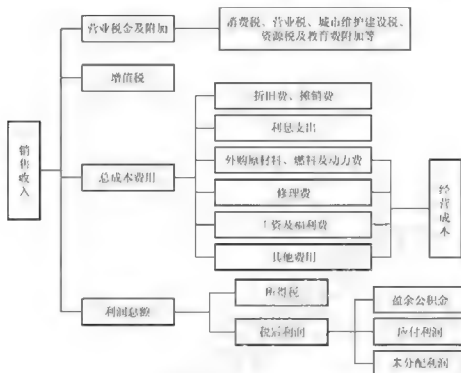 营业税金及附加
消费税、营业税、城市维护建设税、
资源税及教育费附加等
增值税
折旧费、摊销费
利息支出
销售收入
总成本费用
外购原材料、燃料及动力费
修理费
工资及福利费
其他费用
经营成本
利润总额
所得税
税后利润
盈余公积金
应付利润
未分配利润